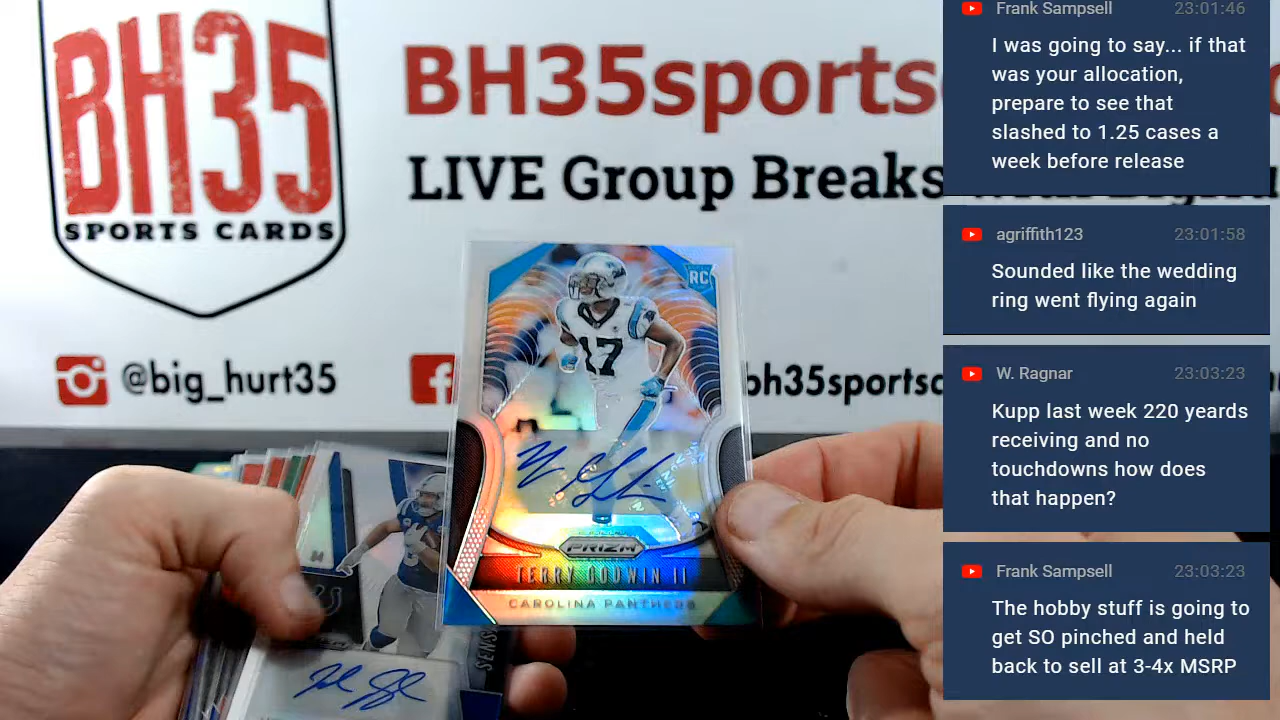 BH35
SPORTS CARDS
BH35sports
LIVE Group Breaks
@big_hurt35
bh35sportsc
RC
17
PRIZM
TERRY GODWIN II
CAROLINA PANTHERS
Frank Sampsell 23:01:46
I was going to say... if that
was your allocation,
prepare to see that
slashed to 1.25 cases a
week before release
agriffith123 23:01:58
Sounded like the wedding
ring went flying again
W. Ragnar 23:03:23
Kupp last week 220 yeards
receiving and no
touchdowns how does
that happen?
Frank Sampsell 23:03:23
The hobby stuff is going to
get SO pinched and held
back to sell at 3-4x MSRP